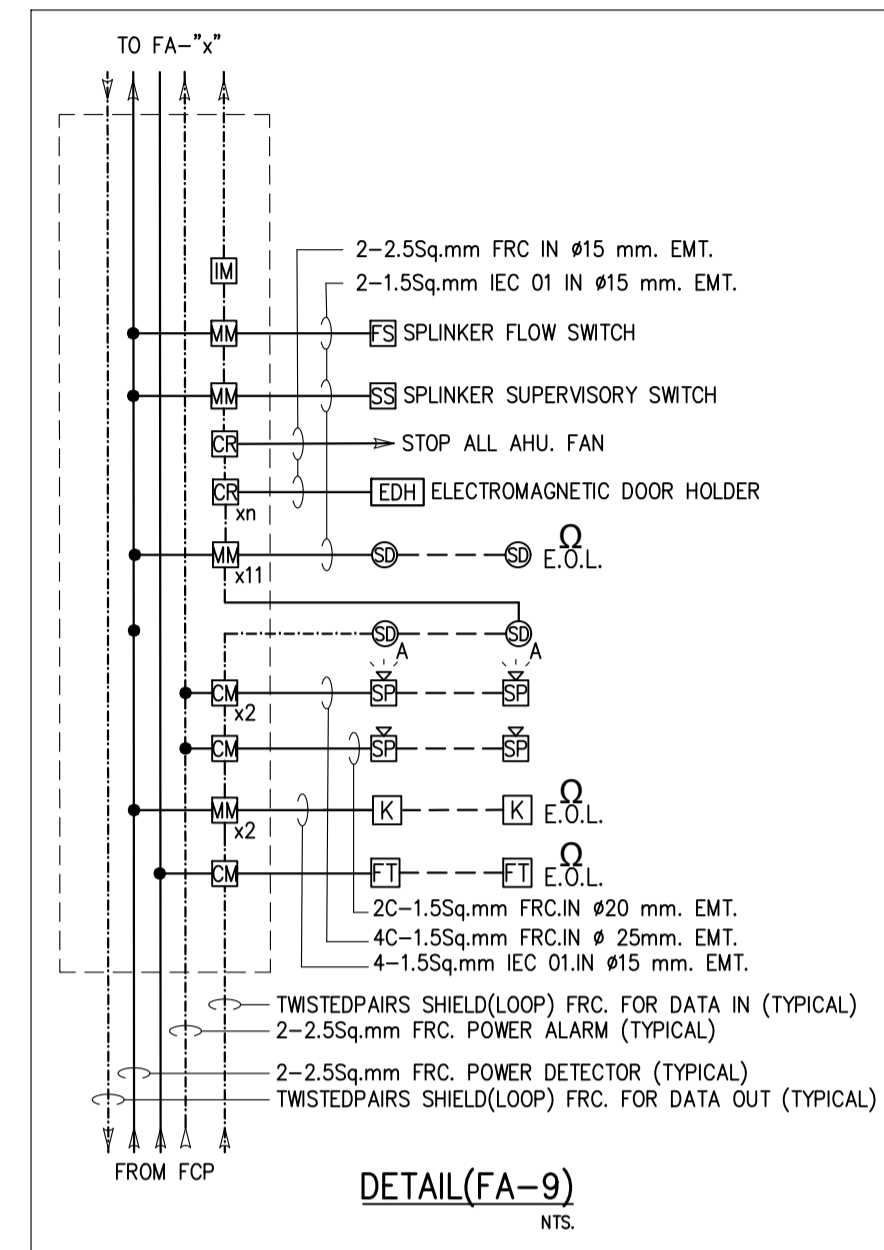 TO FA-"x"
2-2.5Sq.mm FRC IN ø15 mm. EMT.
2-1.5Sq.mm IEC 01 IN ø15 mm. EMT.
IM
MM FS SPLINKER FLOW SWITCH
MM SS SPLINKER SUPERVISORY SWITCH
CR STOP ALL AHU. FAN
CR xn EDH ELECTROMAGNETIC DOOR HOLDER
MM x11 SD SD Ω E.O.L.
SD A SD A
CM x2 SP SP
CM SP SP
MM x2 K K Ω E.O.L.
CM FT FT Ω E.O.L.
2C-1.5Sq.mm FRC.IN ø20 mm. EMT.
4C-1.5Sq.mm FRC.IN ø 25mm. EMT.
4-1.5Sq.mm IEC 01.IN ø15 mm. EMT.
TWISTEDPAIRS SHIELD(LOOP) FRC. FOR DATA IN (TYPICAL)
2-2.5Sq.mm FRC. POWER ALARM (TYPICAL)
2-2.5Sq.mm FRC. POWER DETECTOR (TYPICAL)
TWISTEDPAIRS SHIELD(LOOP) FRC. FOR DATA OUT (TYPICAL)
FROM FCP
DETAIL(FA-9)
NTS.